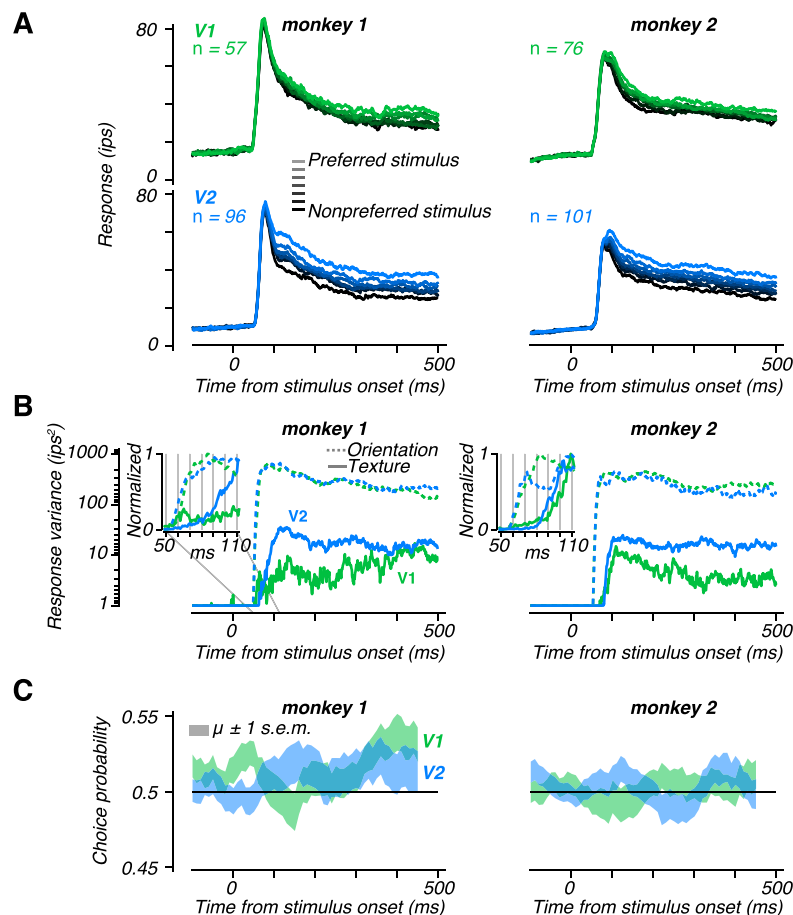 A
monkey 1
monkey 2
V1
n = 57
n = 76
80
0
Response (ips)
Preferred stimulus
Nonpreferred stimulus
V2
n = 96
n = 101
80
0
0
500
0
500
Time from stimulus onset (ms)
Time from stimulus onset (ms)
B
monkey 1
monkey 2
Response variance (ips²)
1000
100
10
1
Normalized
1
0
50
110
ms
Orientation
Texture
V2
V1
Normalized
1
0
50
110
ms
0
500
0
500
Time from stimulus onset (ms)
Time from stimulus onset (ms)
C
monkey 1
monkey 2
Choice probability
0.55
0.5
0.45
μ ± 1 s.e.m.
V1
V2
0
500
0
500
Time from stimulus onset (ms)
Time from stimulus onset (ms)